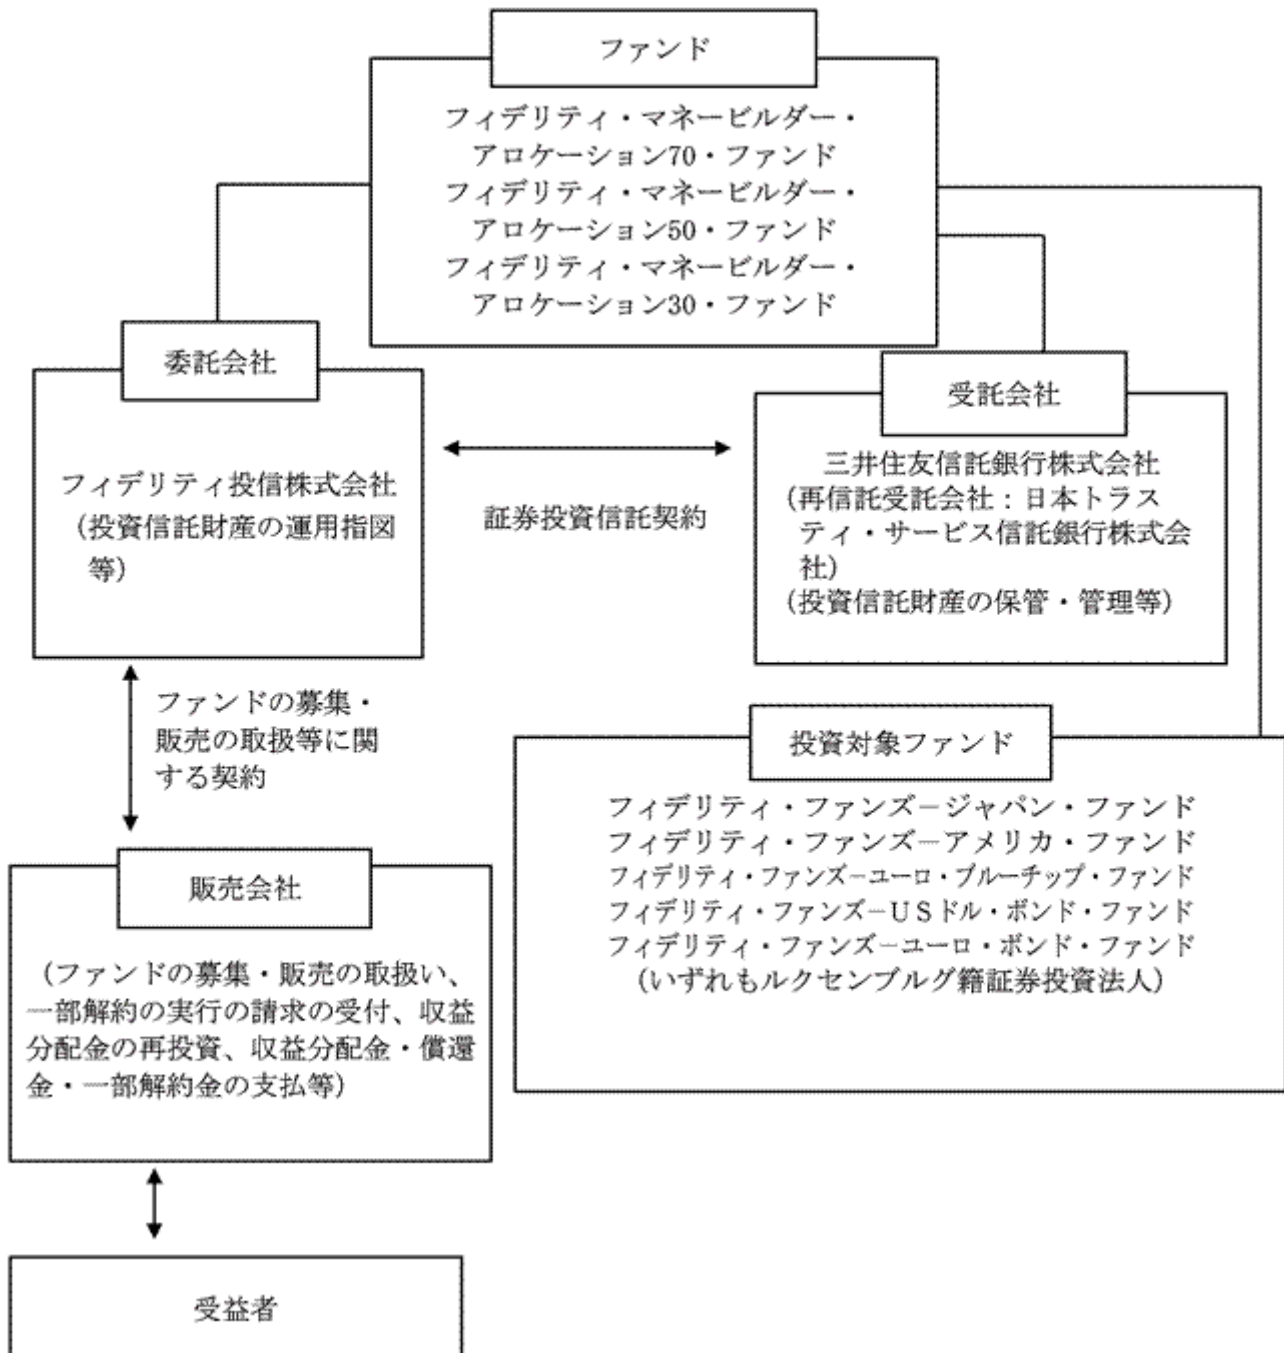 ファンド
フィデリティ・マネービルダー・
アロケーション70・ファンド
フィデリティ・マネービルダー・
アロケーション50・ファンド
フィデリティ・マネービルダー・
アロケーション30・ファンド
委託会社
フィデリティ投信株式会社
（投資信託財産の運用指図
等）
証券投資信託契約
受託会社
三井住友信託銀行株式会社
（再信託受託会社：日本トラス
ティ・サービス信託銀行株式会
社）
（投資信託財産の保管・管理等）
ファンドの募集・
販売の取扱等に関
する契約
投資対象ファンド
フィデリティ・ファンズ－ジャパン・ファンド
フィデリティ・ファンズ－アメリカ・ファンド
フィデリティ・ファンズ－ユーロ・ブルーチップ・ファンド
フィデリティ・ファンズ－ＵＳドル・ボンド・ファンド
フィデリティ・ファンズ－ユーロ・ボンド・ファンド
（いずれもルクセンブルグ籍証券投資法人）
販売会社
（ファンドの募集・販売の取扱い、
一部解約の実行の請求の受付、収益
分配金の再投資、収益分配金・償還
金・一部解約金の支払等）
受益者